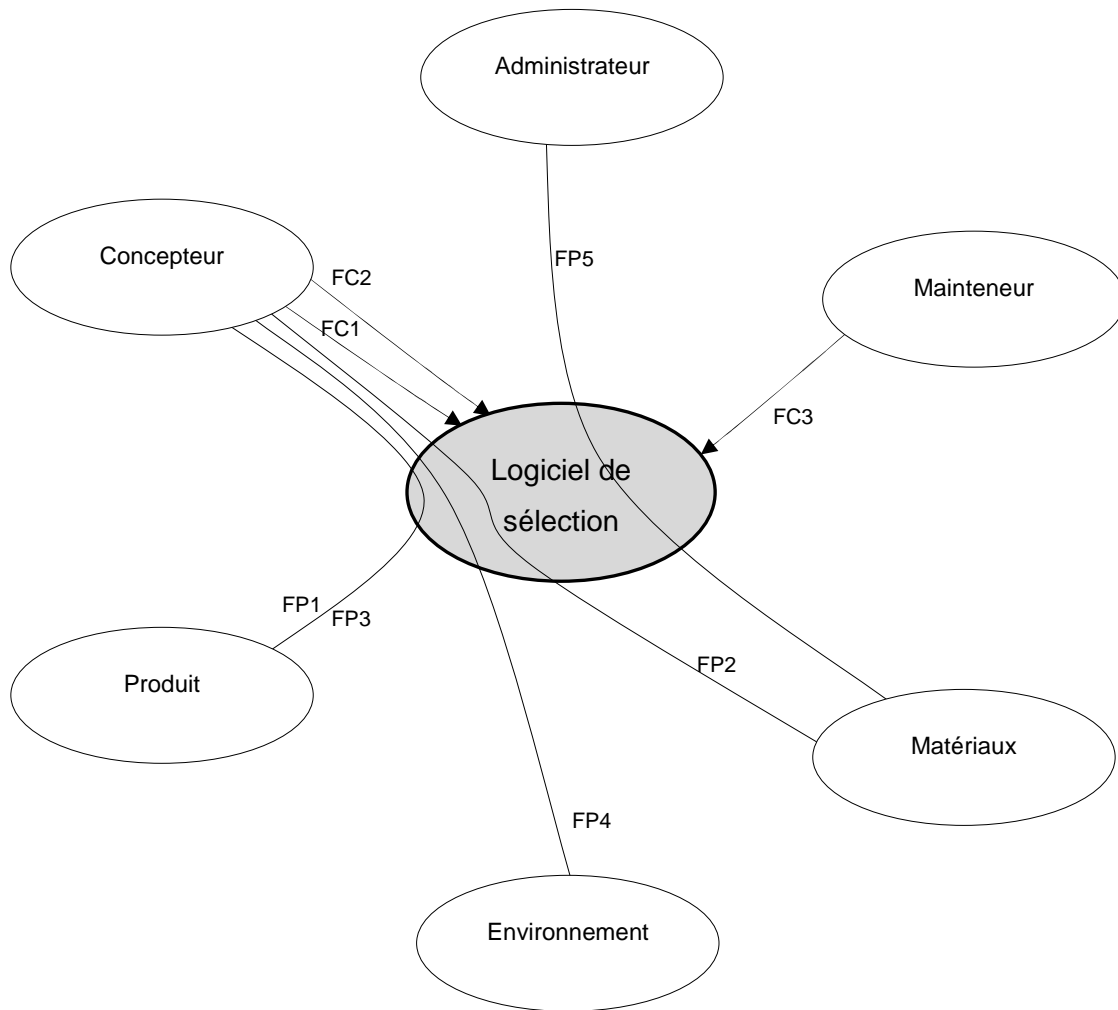 Administrateur
Concepteur
FC2
FP5
Mainteneur
FC1
FC3
Logiciel de
sélection
FP1
FP3
FP2
Produit
Matériaux
FP4
Environnement